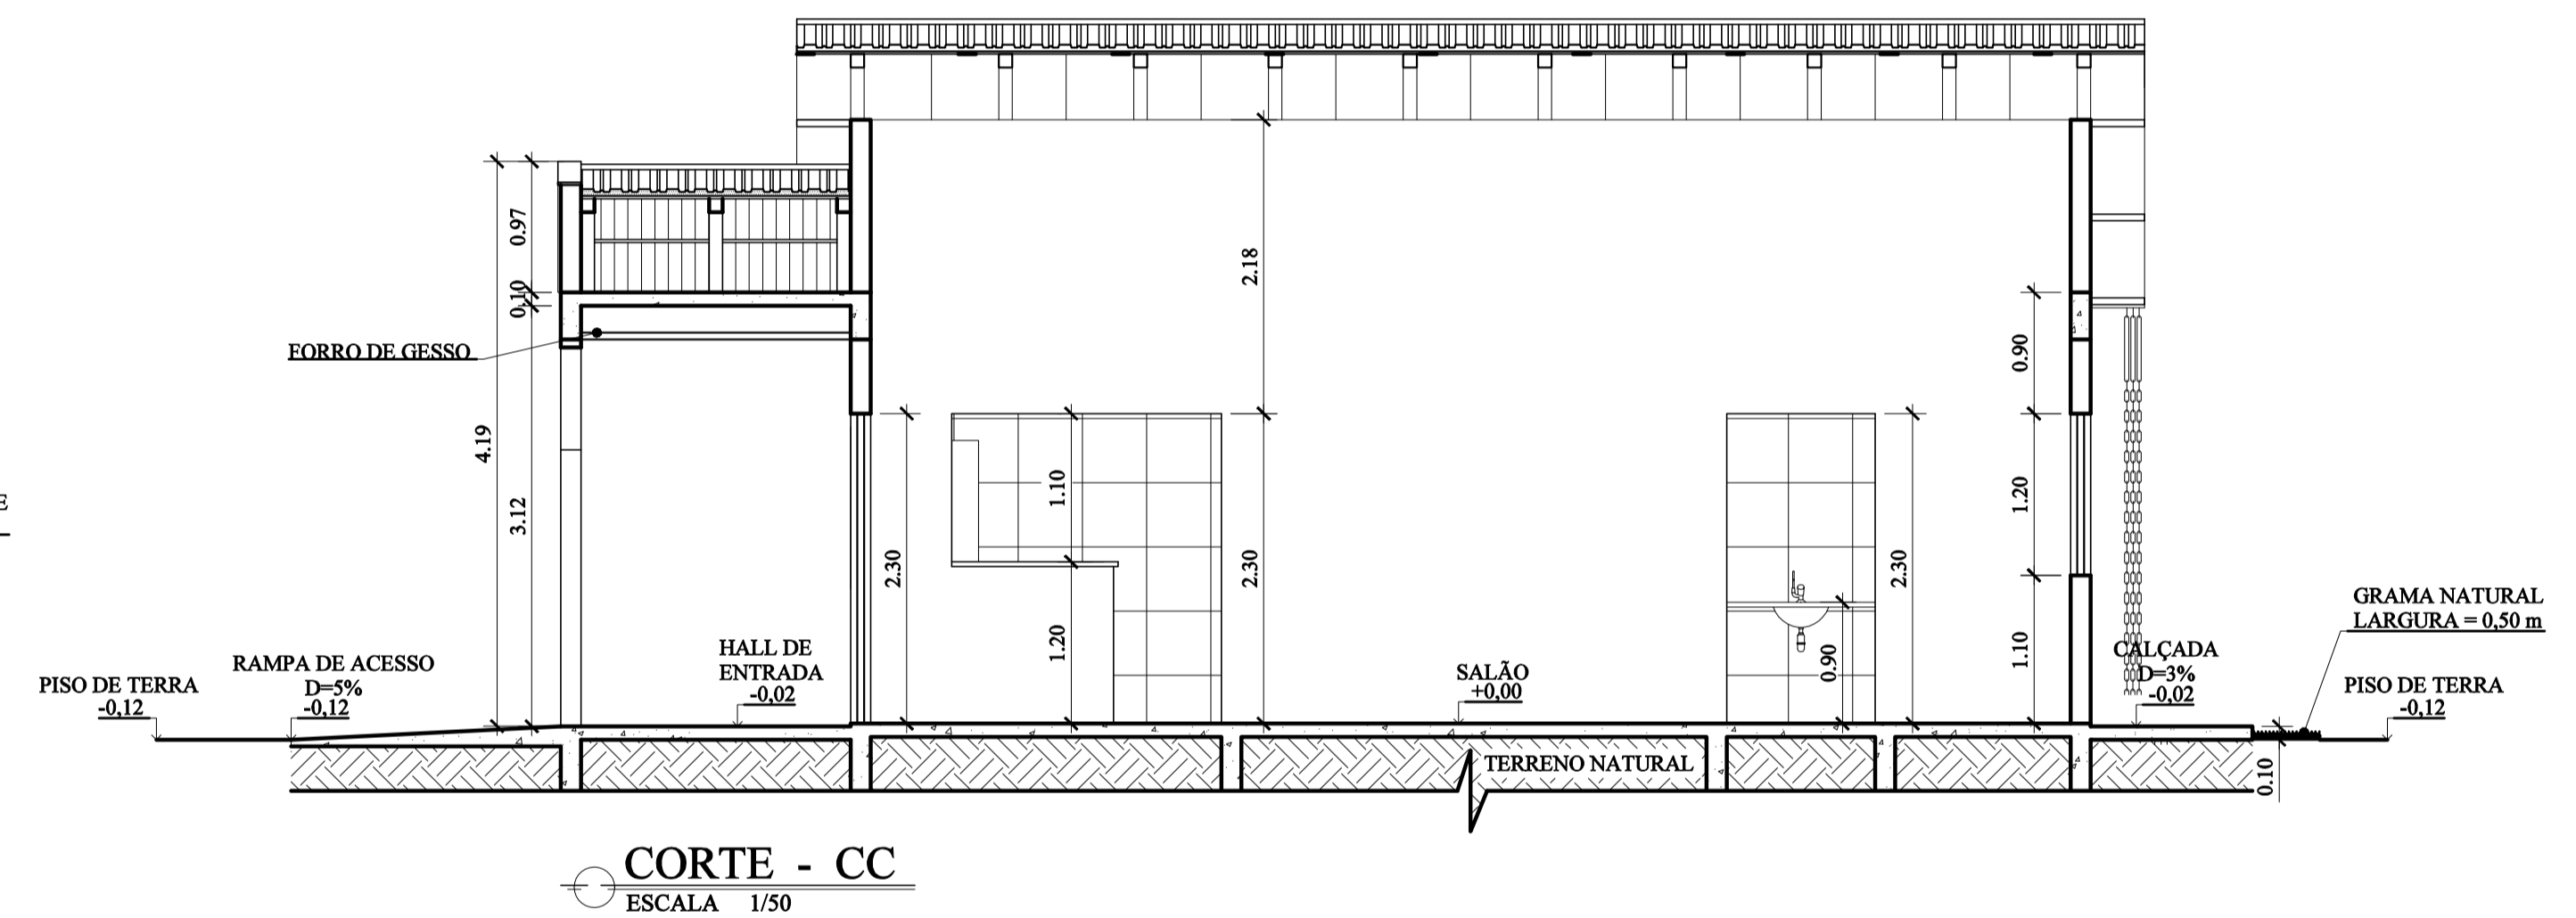 0.97
0.10
2.18
FORRO DE GESSO
4.19
3.12
0.90
1.10
1.20
2.30
2.30
2.30
1.20
0.90
1.10
GRAMA NATURAL
LARGURA = 0,50 m
HALL DE
ENTRADA
-0,02
RAMPA DE ACESSO
D=5%
-0,12
PISO DE TERRA
-0,12
SALÃO
+0,00
CALÇADA
D=3%
-0,02
PISO DE TERRA
-0,12
TERRENO NATURAL
0.10
CORTE - CC
ESCALA 1/50